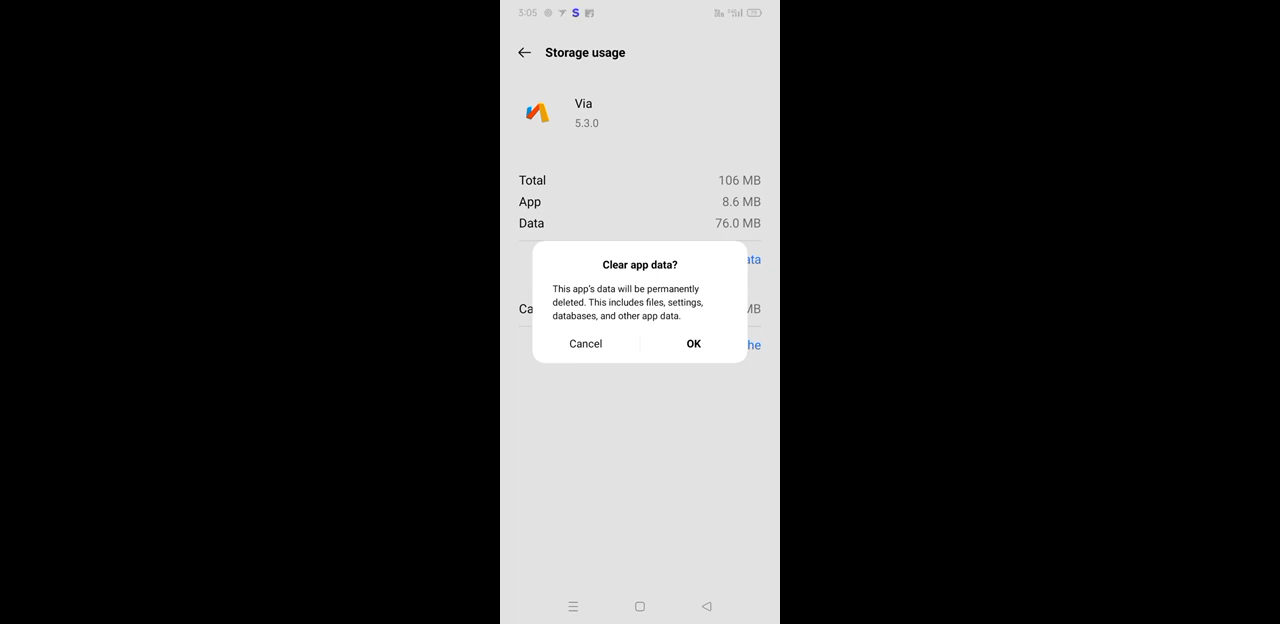 3:05 S
Storage usage
Via
5.3.0
Total 106 MB
App 8.6 MB
Data 76.0 MB
ata
Clear app data?
This app's data will be permanently
deleted. This includes files, settings,
databases, and other app data.
Ca MB
Cancel OK
he